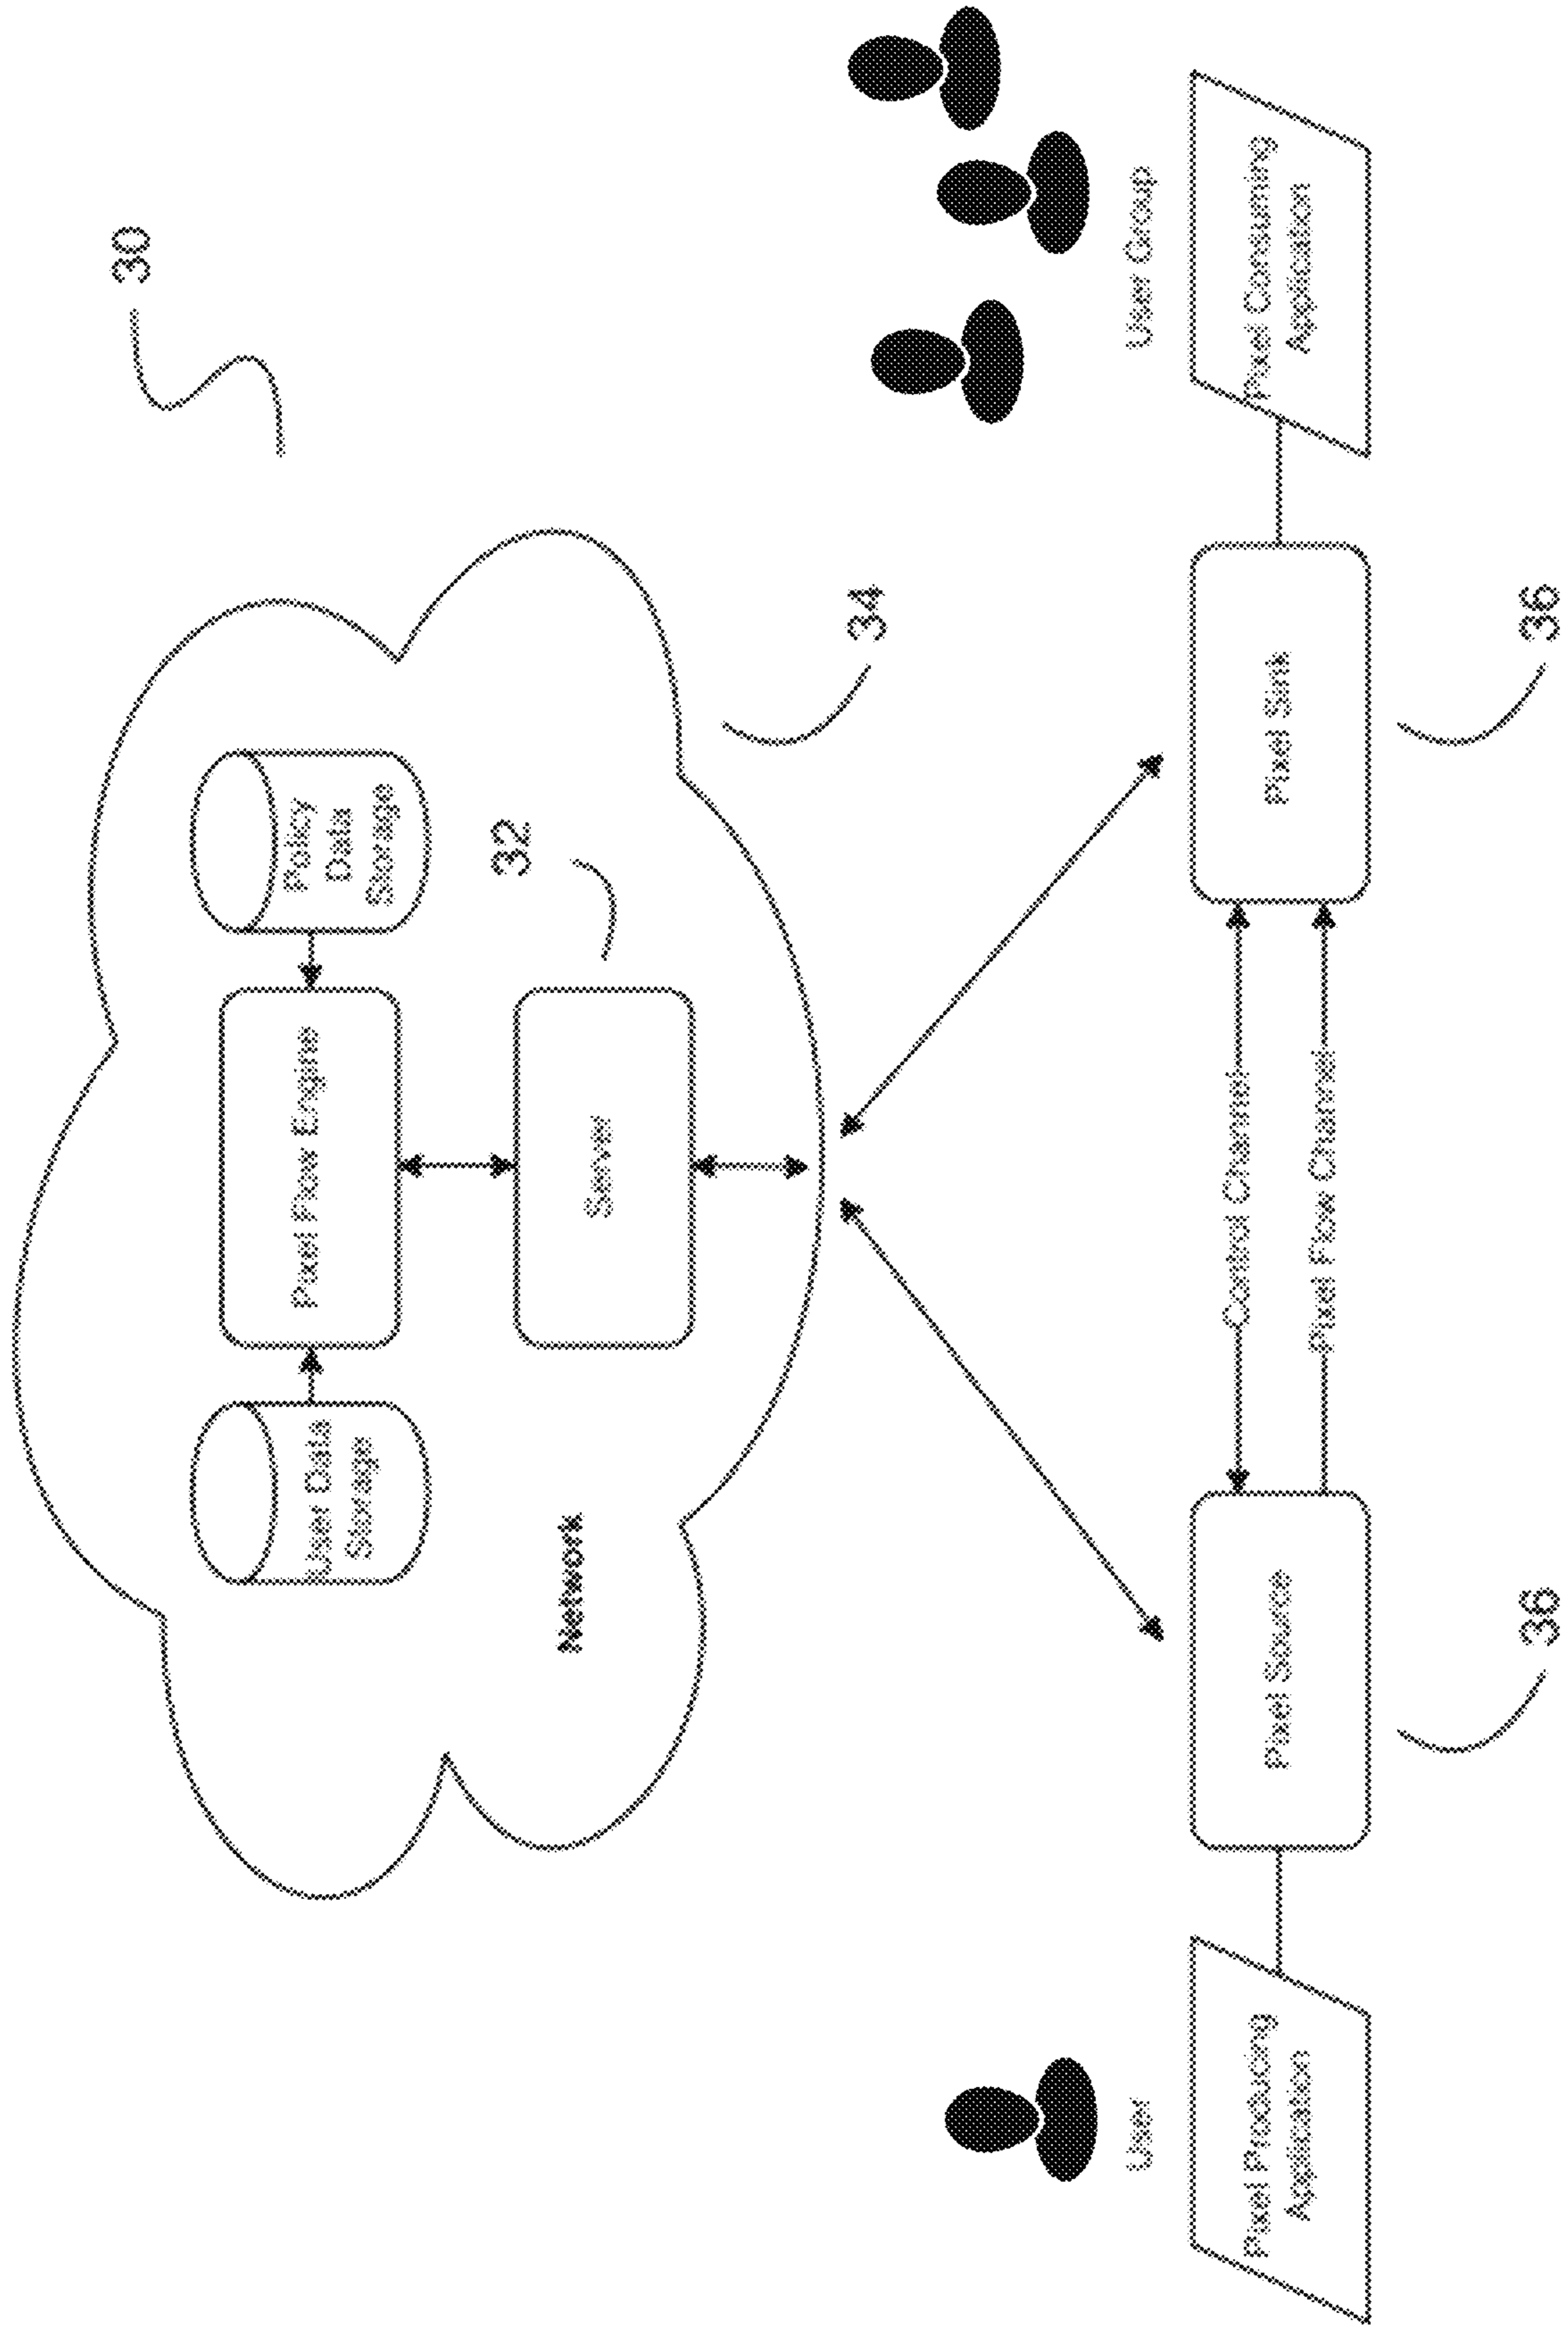 30
User Data
Storage
Pixel Flow Engine
Policy
Data
Storage
32
Server
Network
34
User
User Group
Pixel Producing
Application
Pixel Source
Control Channel
Pixel Flow Channel
Pixel Sink
Pixel Consuming
Application
36
36